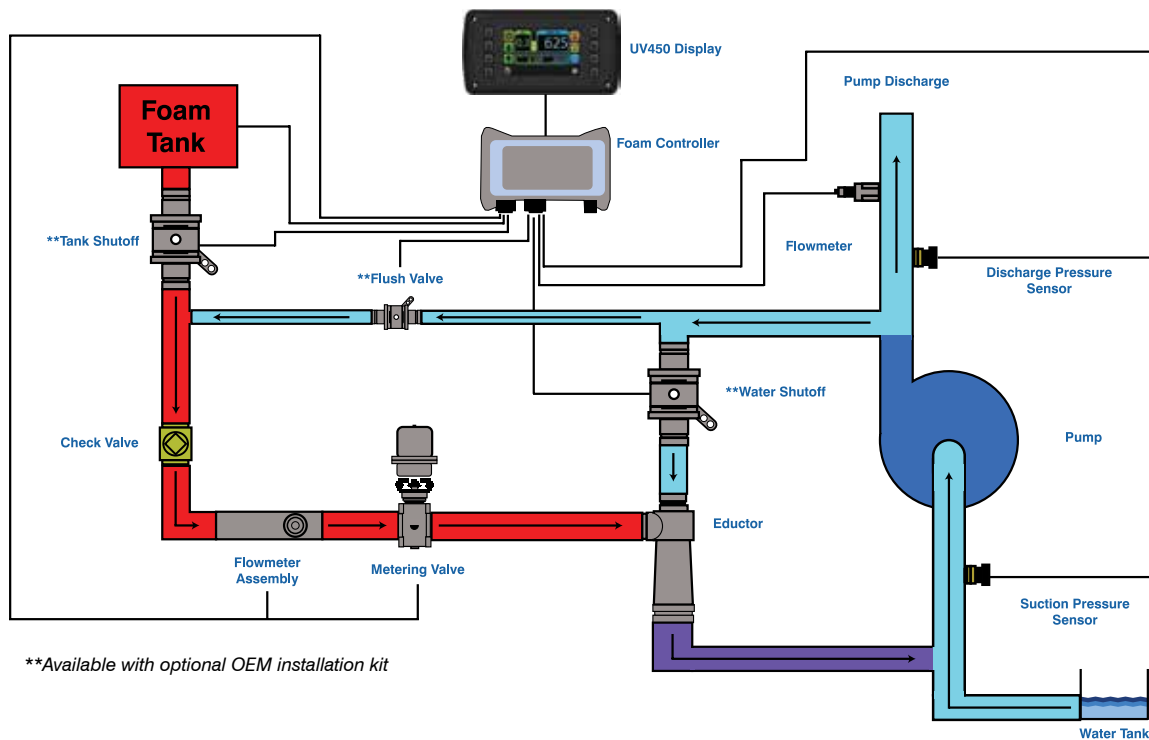 UV450 Display
Pump Discharge
Foam
Tank
Foam Controller
**Tank Shutoff
**Flush Valve
Flowmeter
Discharge Pressure
Sensor
**Water Shutoff
Check Valve
Pump
Eductor
Flowmeter
Assembly
Metering Valve
Suction Pressure
Sensor
**Available with optional OEM installation kit
Water Tank
625